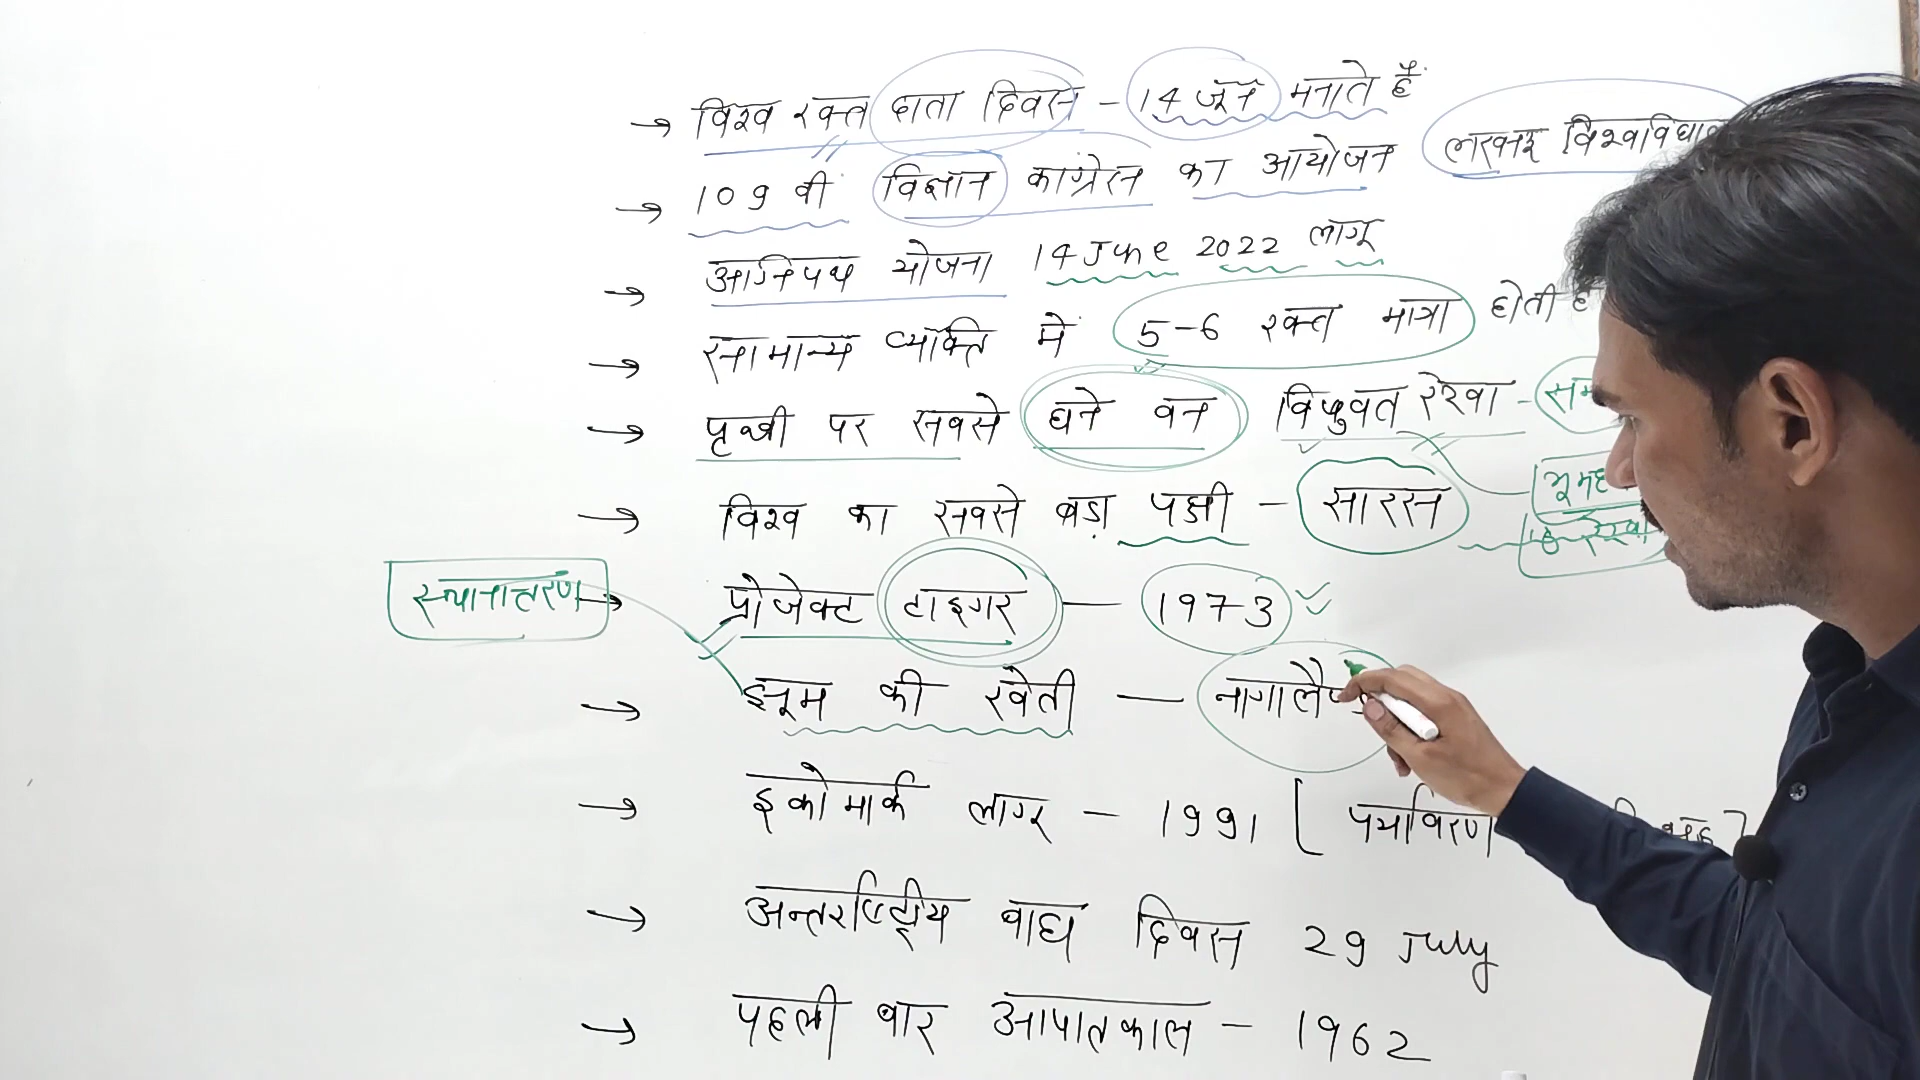 → विश्व रक्त दाता दिवस - 14 जून मनाते हैं
→ 109 वी विज्ञान कांग्रेस का आयोजन लखनऊ
→ अग्निपथ योजना 14 June 2022 लागू
→ सामान्य व्यक्ति में 5-6 रक्त मात्रा होती
→ पृथ्वी पर सबसे घने वन विषुवत रेखा -
→ विश्व का सबसे बड़ा पक्षी - सारस
रेखा
स्थानात्तरण
→ प्रोजेक्ट टाइगर — 1973
→ झूम की खेती —
→ इकोमार्क लागू - 1991 [ पर्यावरण
→ अन्तर्राष्ट्रीय बाघ दिवस 29 July
→ पहली बार आपातकाल - 1962